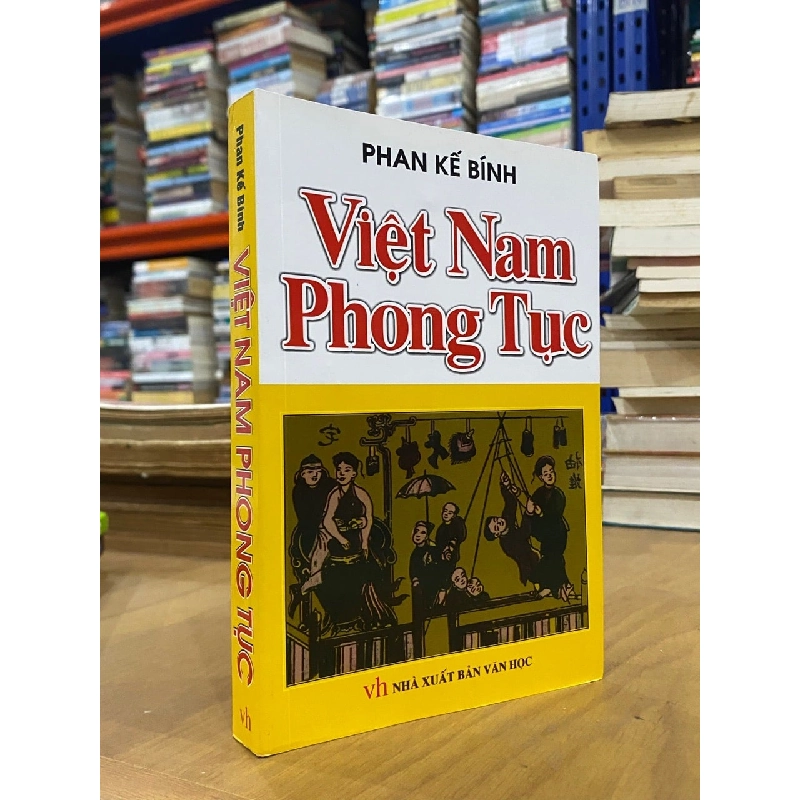 PHAN KẾ BÍNH
Việt Nam
Phong Tục
vh NHÀ XUẤT BẢN VĂN HỌC
Phan Kế Bính VIỆT NAM PHONG TỤC vh